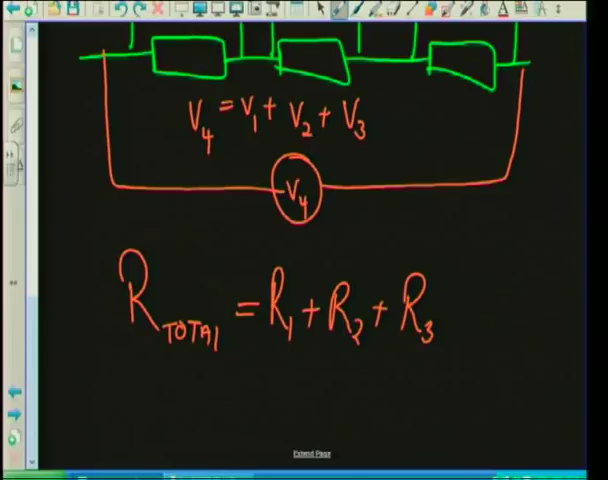 V4 = V1 + V2 + V3
V4
RTOTAL = R1 + R2 + R3
Extend Page